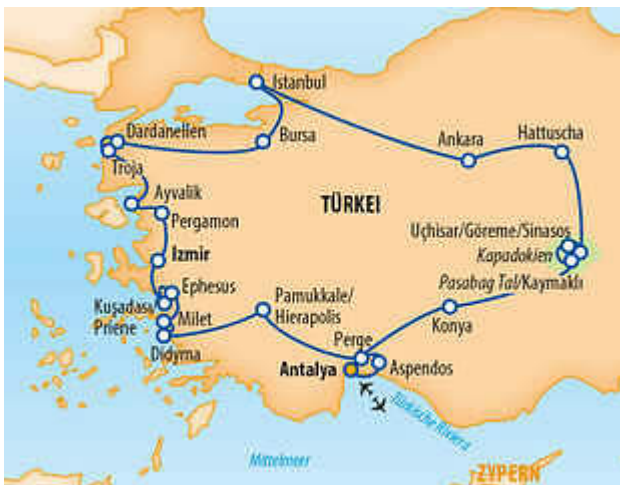 Istanbul
Dardanellen
Bursa
Ankara
Hattuscha
Troja
Ayvalik
TÜRKEI
Pergamon
Uçhisar/Göreme/Sinasos
Izmir
Kapadokien
Ephesus
Pasabag Tal/Kaymaklı
Kuşadası
Pamukkale/
Hierapolis
Milet
Priene
Konya
Didyma
Perge
Antalya
Aspendos
Türkische Riviera
Mittelmeer
ZYPERN